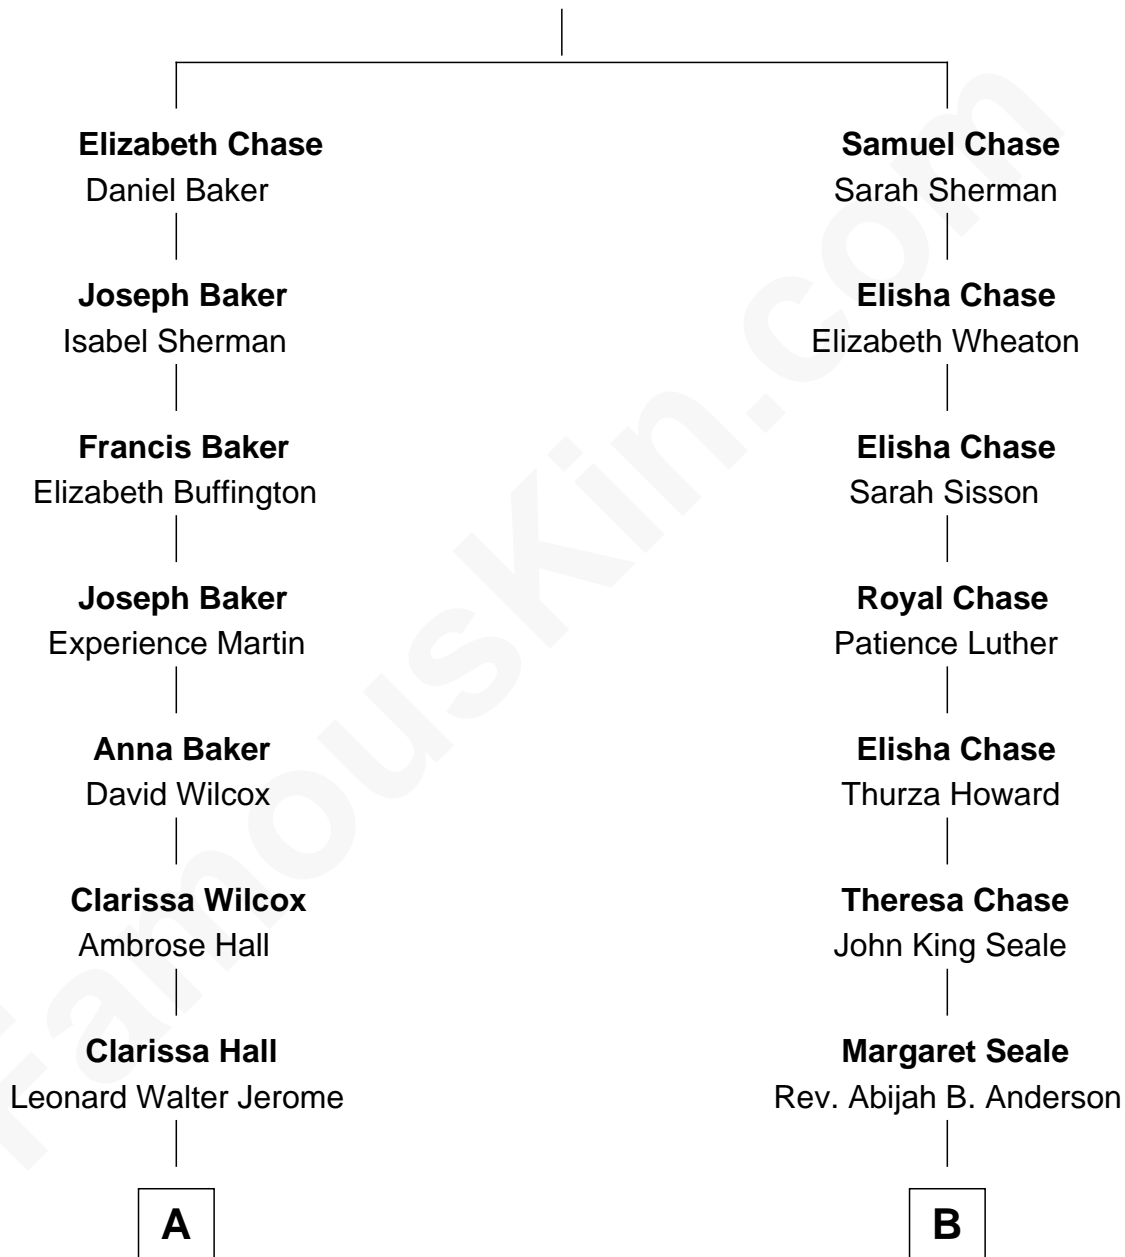 Elizabeth Chase
Daniel Baker
Joseph Baker
Isabel Sherman
Francis Baker
Elizabeth Buffington
Joseph Baker
Experience Martin
Anna Baker
David Wilcox
Clarissa Wilcox
Ambrose Hall
Clarissa Hall
Leonard Walter Jerome
A
Samuel Chase
Sarah Sherman
Elisha Chase
Elizabeth Wheaton
Elisha Chase
Sarah Sisson
Royal Chase
Patience Luther
Elisha Chase
Thurza Howard
Theresa Chase
John King Seale
Margaret Seale
Rev. Abijah B. Anderson
B
FamousKin.com